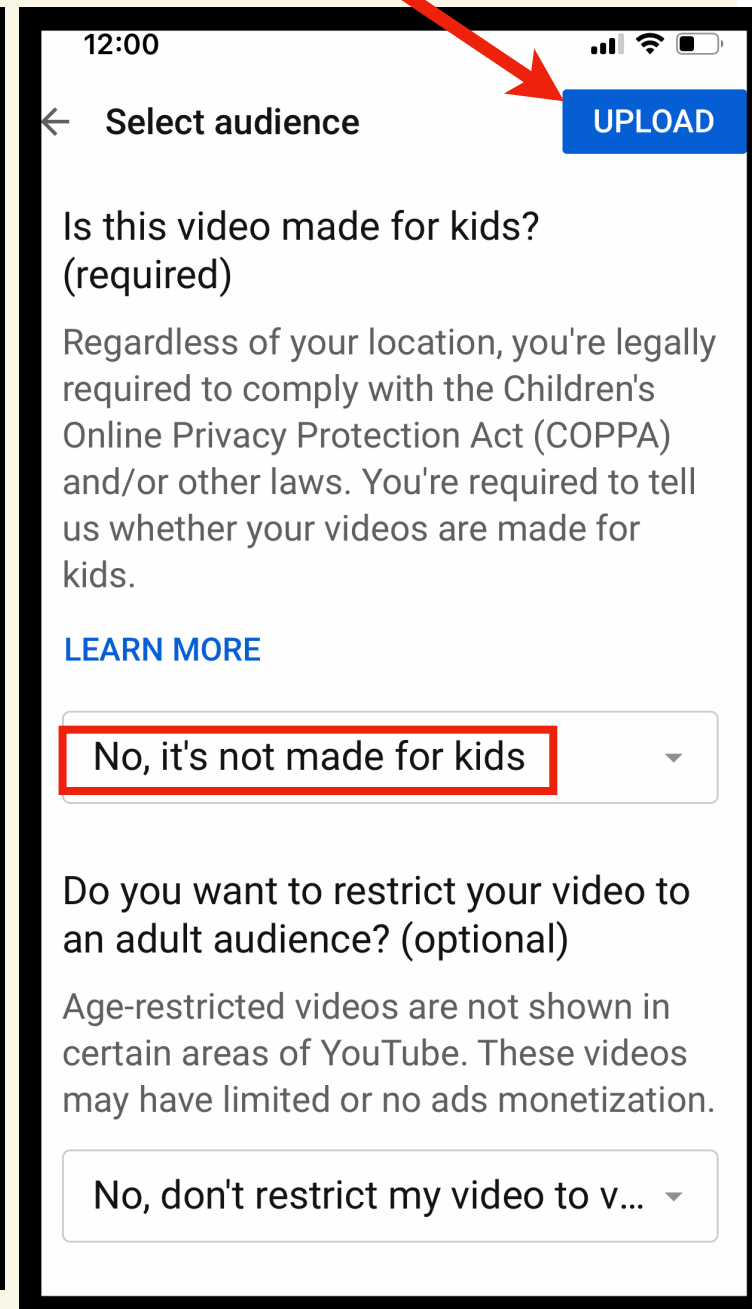 12:00
Select audience
UPLOAD
Is this video made for kids?
(required)
Regardless of your location, you're legally
required to comply with the Children's
Online Privacy Protection Act (COPPA)
and/or other laws. You're required to tell
us whether your videos are made for
kids.
LEARN MORE
No, it's not made for kids
Do you want to restrict your video to
an adult audience? (optional)
Age-restricted videos are not shown in
certain areas of YouTube. These videos
may have limited or no ads monetization.
No, don't restrict my video to v...